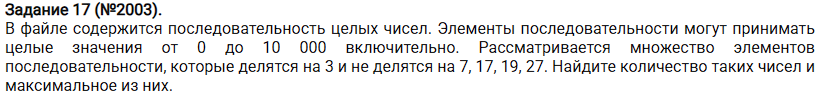 Задание 17 (№2003).
В файле содержится последовательность целых чисел. Элементы последовательности могут принимать
целые значения от 0 до 10 000 включительно. Рассматривается множество элементов
последовательности, которые делятся на 3 и не делятся на 7, 17, 19, 27. Найдите количество таких чисел и
максимальное из них.